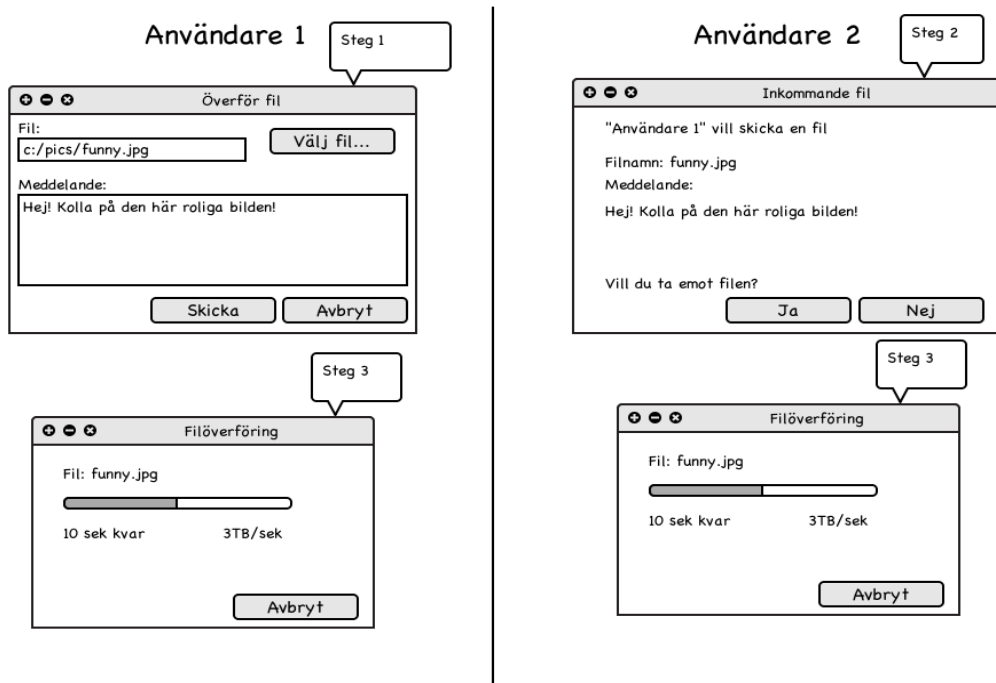 Användare 1
Steg 1
Överför fil
Fil:
c:/pics/funny.jpg
Välj fil...
Meddelande:
Hej! Kolla på den här roliga bilden!
Skicka
Avbryt
Steg 3
Filöverföring
Fil: funny.jpg
10 sek kvar
3TB/sek
Avbryt
Användare 2
Steg 2
Inkommande fil
"Användare 1" vill skicka en fil
Filnamn: funny.jpg
Meddelande:
Hej! Kolla på den här roliga bilden!
Vill du ta emot filen?
Ja
Nej
Steg 3
Filöverföring
Fil: funny.jpg
10 sek kvar
3TB/sek
Avbryt